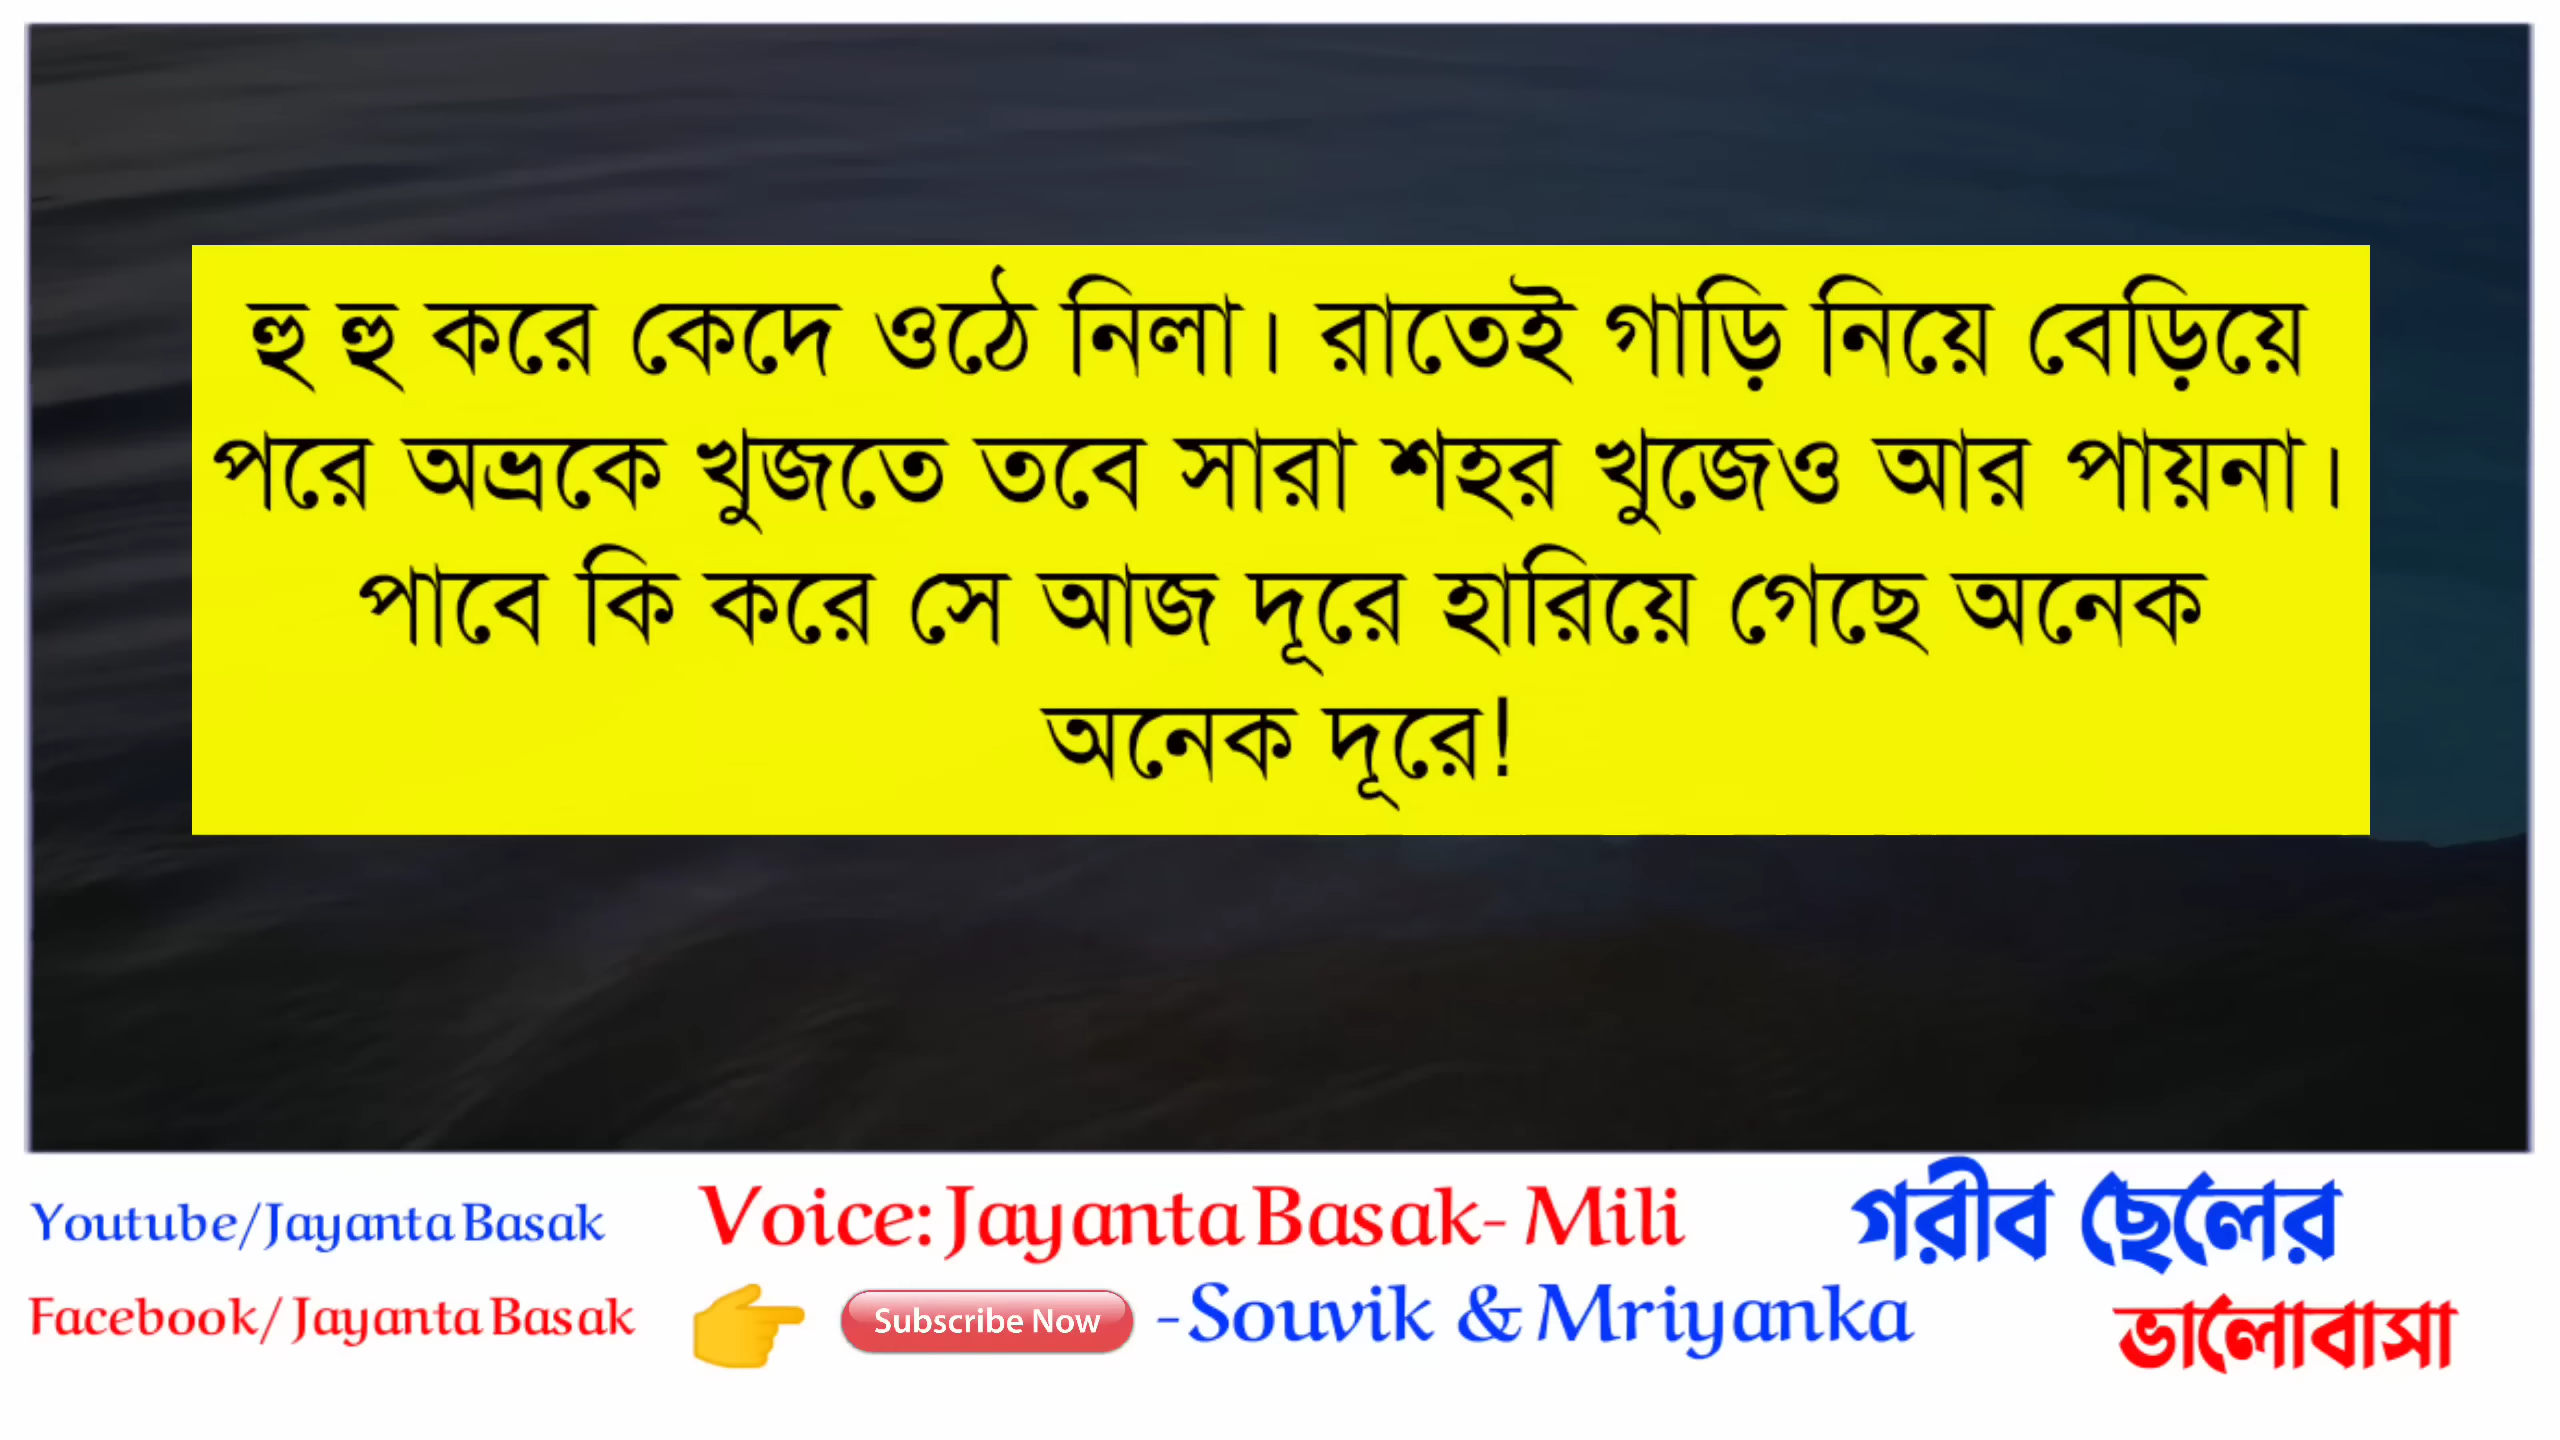 হু হু করে কেদে ওঠে নিলা। রাতেই গাড়ি নিয়ে বেড়িয়ে
পরে অভ্রকে খুজতে তবে সারা শহর খুজেও আর পায়না।
পাবে কি করে সে আজ দূরে হারিয়ে গেছে অনেক
অনেক দূরে!
Youtube/Jayanta Basak
Voice: Jayanta Basak- Mili
গরীব ছেলের
Facebook/ Jayanta Basak
Subscribe Now
-Souvik & Mriyanka
ভালোবাসা